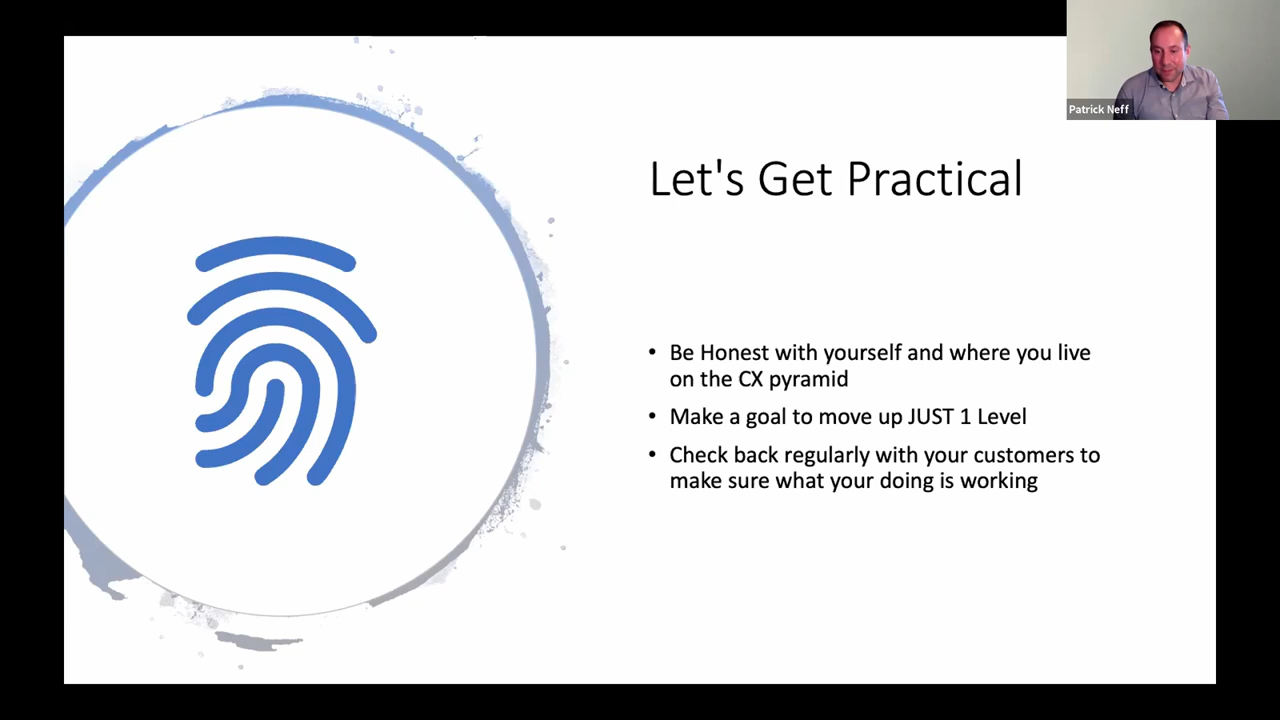 Patrick Neff
Let's Get Practical
• Be Honest with yourself and where you live
on the CX pyramid
• Make a goal to move up JUST 1 Level
• Check back regularly with your customers to
make sure what your doing is working